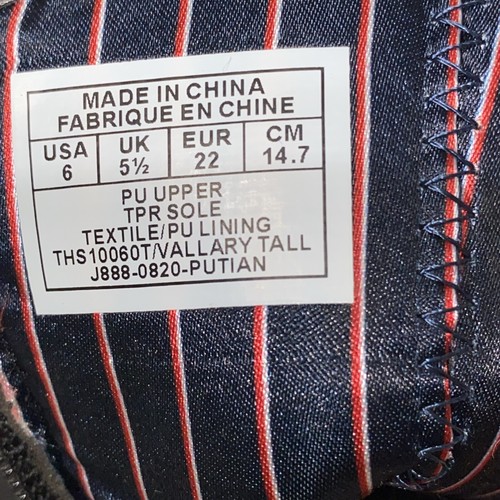 MADE IN CHINA
FABRIQUE EN CHINE
USA UK EUR CM
6 5½ 22 14.7
PU UPPER
TPR SOLE
TEXTILE/PU LINING
THS10060T/VALLARY TALL
J888-0820-PUTIAN